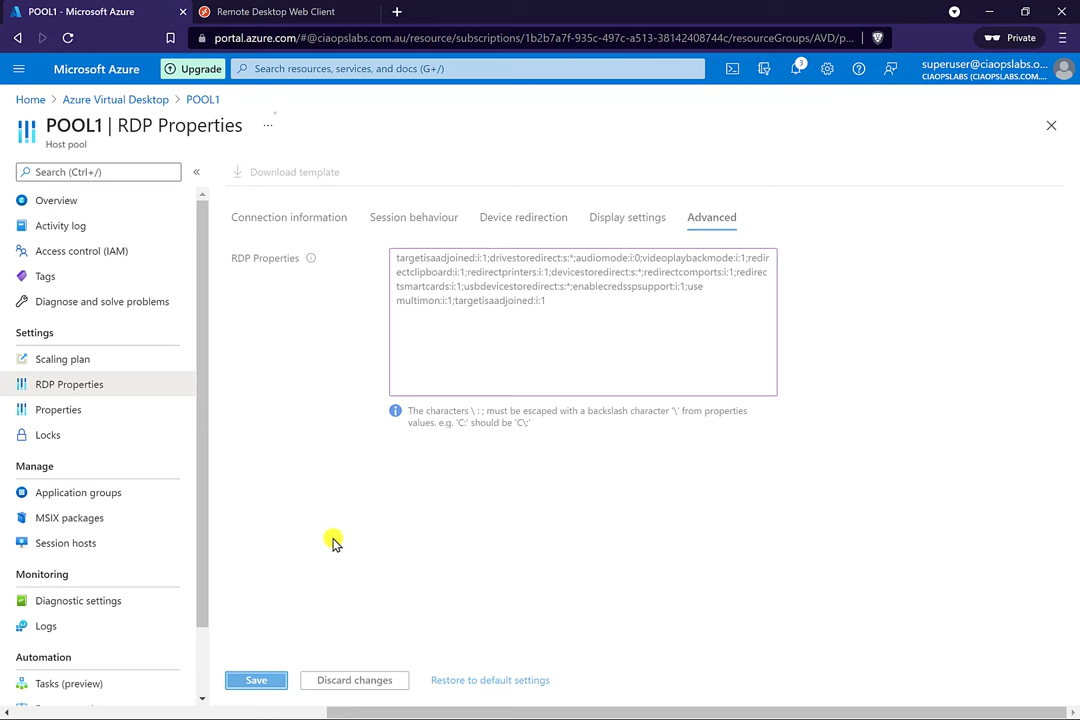 POOL1 - Microsoft Azure
Remote Desktop Web Client
portal.azure.com/#@ciaopslabs.com.au/resource/subscriptions/1b2b7a7f-935c-497c-a513-38142408744c/resourceGroups/AVD/p...
Private
Microsoft Azure
Upgrade
Search resources, services, and docs (G+/)
3
superuser@ciaopslabs.o...
CIAOPSLABS (CIAOPSLABS.COM....
Home > Azure Virtual Desktop > POOL1
POOL1 | RDP Properties ...
Host pool
Search (Ctrl+/)
«
Download template
Overview
Activity log
Access control (IAM)
Tags
Diagnose and solve problems
Settings
Scaling plan
RDP Properties
Properties
Locks
Manage
Application groups
MSIX packages
Session hosts
Monitoring
Diagnostic settings
Logs
Automation
Tasks (preview)
Connection information
Session behaviour
Device redirection
Display settings
Advanced
RDP Properties
targetisaadjoined:i:1;drivestoredirect:s:*;audiomode:i:0;videoplaybackmode:i:1;redir
ectclipboard:i:1;redirectprinters:i:1;devicestoredirect:s:*;redirectcomports:i:1;redirec
tsmartcards:i:1;usbdevicestoredirect:s:*;enablecredsspsupport:i:1;use
multimon:i:1;targetisaadjoined:i:1
The characters \ : ; must be escaped with a backslash character '\' from properties
values. e.g. 'C:' should be 'C\:'
Save
Discard changes
Restore to default settings